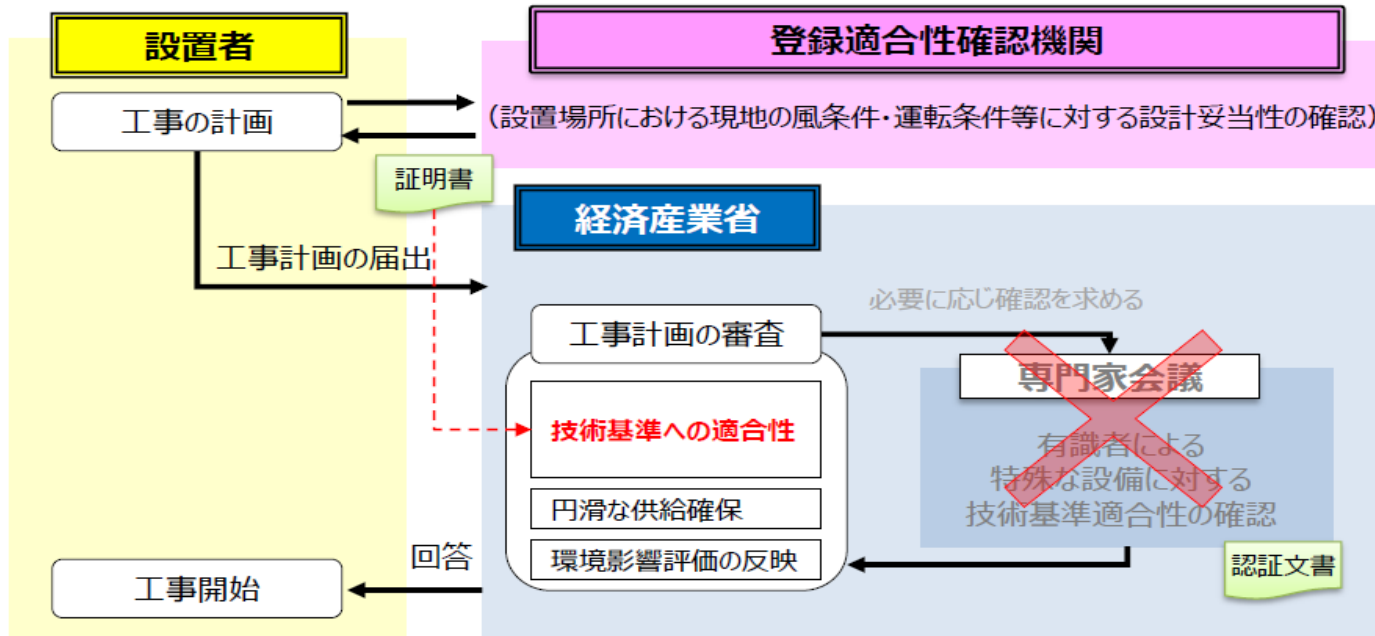 設置者
登録適合性確認機関
工事の計画
（設置場所における現地の風条件・運転条件等に対する設計妥当性の確認）
証明書
経済産業省
工事計画の届出
必要に応じ確認を求める
工事計画の審査
専門家会議
技術基準への適合性
有識者による
特殊な設備に対する
技術基準適合性の確認
円滑な供給確保
環境影響評価の反映
認証文書
回答
工事開始